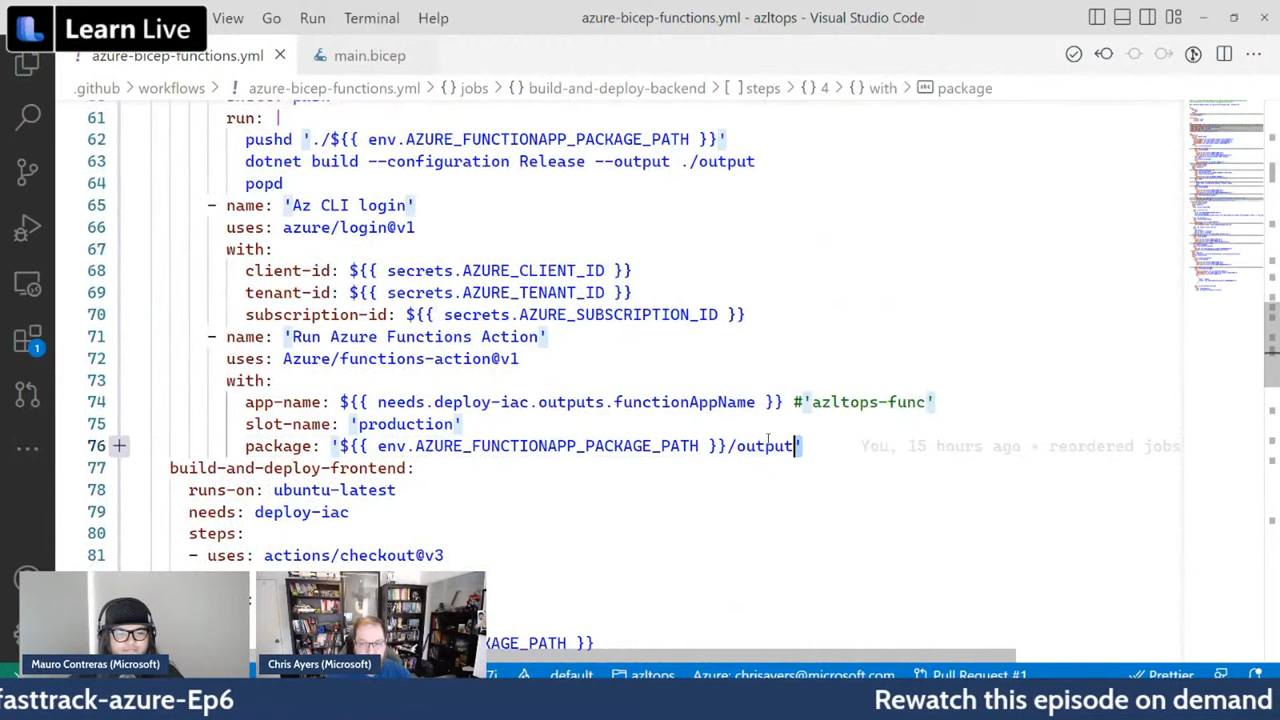 Learn Live
View Go Run Terminal Help
azure-bicep-functions.yml - azltops - Visual Studio Code
azure-bicep-functions.yml
main.bicep
.github > workflows > ! azure-bicep-functions.yml > {} jobs > {} build-and-deploy-backend > [ ] steps > {} 4 > {} with > package
61 run: |
62 pushd './${{ env.AZURE_FUNCTIONAPP_PACKAGE_PATH }}'
63 dotnet build --configuration Release --output ./output
64 popd
65 - name: 'Az CLI login'
66 uses: azure/login@v1
67 with:
68 client-id: ${{ secrets.AZURE_CLIENT_ID }}
69 tenant-id: ${{ secrets.AZURE_TENANT_ID }}
70 subscription-id: ${{ secrets.AZURE_SUBSCRIPTION_ID }}
71 - name: 'Run Azure Functions Action'
72 uses: Azure/functions-action@v1
73 with:
74 app-name: ${{ needs.deploy-iac.outputs.functionAppName }} #'azltops-func'
75 slot-name: 'production'
76 package: '${{ env.AZURE_FUNCTIONAPP_PACKAGE_PATH }}/output' You, 15 hours ago • reordered jobs
77 build-and-deploy-frontend:
78 runs-on: ubuntu-latest
79 needs: deploy-iac
80 steps:
81 - uses: actions/checkout@v3
KAGE_PATH }}
1
Mauro Contreras (Microsoft)
Chris Ayers (Microsoft)
default azltops Azure: chrisayers@microsoft.com Pull Request #1 Prettier
fasttrack-azure-Ep6
Rewatch this episode on demand